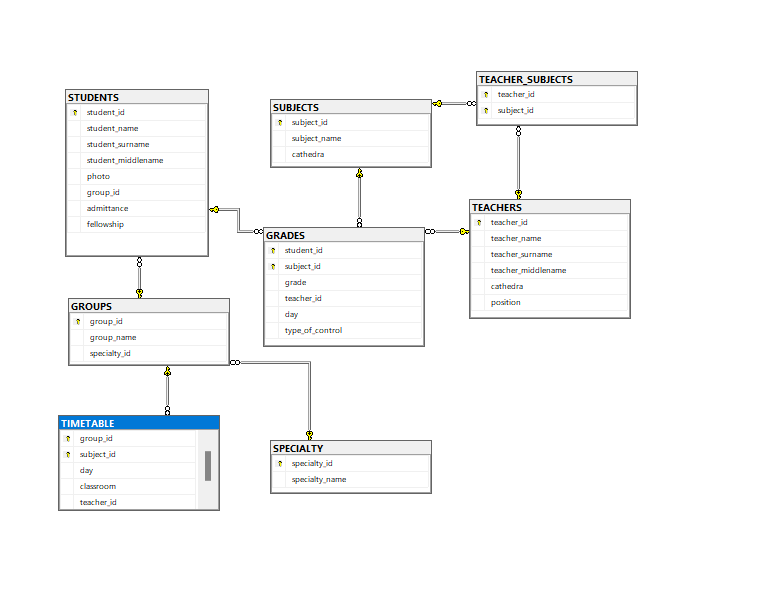 STUDENTS
student_id
student_name
student_surname
student_middlename
photo
group_id
admittance
fellowship
SUBJECTS
subject_id
subject_name
cathedra
TEACHER_SUBJECTS
teacher_id
subject_id
GRADES
student_id
subject_id
grade
teacher_id
day
type_of_control
TEACHERS
teacher_id
teacher_name
teacher_surname
teacher_middlename
cathedra
position
GROUPS
group_id
group_name
specialty_id
TIMETABLE
group_id
subject_id
day
classroom
teacher_id
SPECIALTY
specialty_id
specialty_name